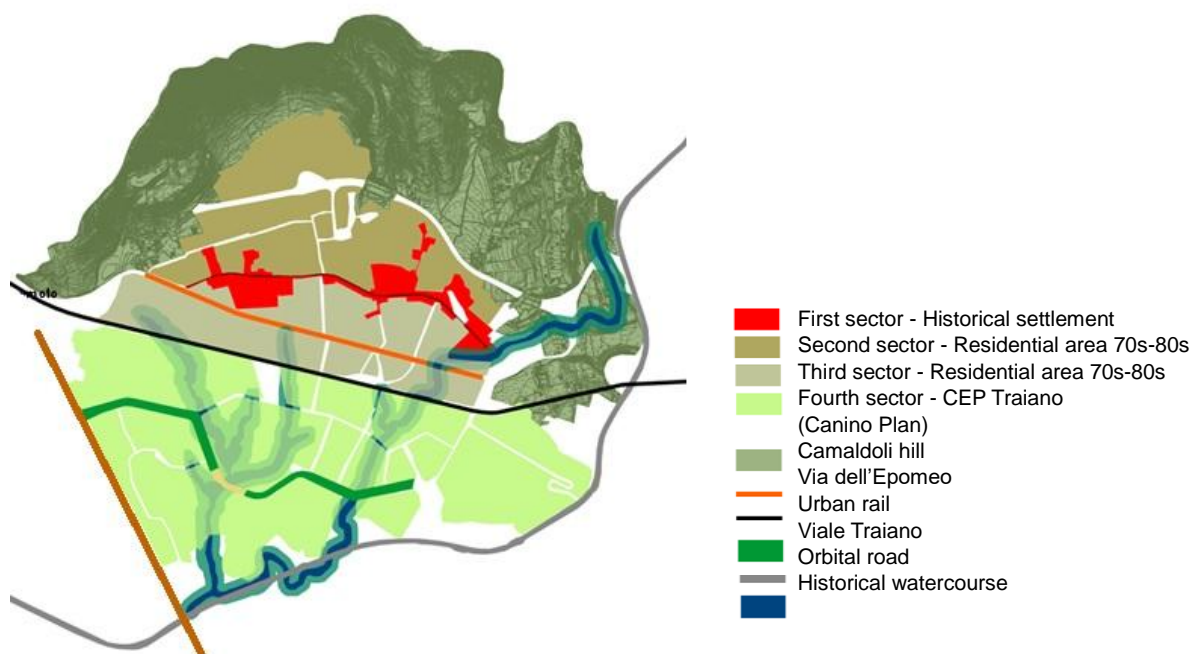 moto
First sector - Historical settlement
Second sector - Residential area 70s-80s
Third sector - Residential area 70s-80s
Fourth sector - CEP Traiano
(Canino Plan)
Camaldoli hill
Via dell'Epomeo
Urban rail
Viale Traiano
Orbital road
Historical watercourse